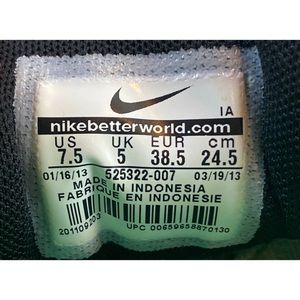 IA
nikebetterworld.com
US UK EUR cm
7.5 5 38.5 24.5
01/16/13 525322-007 03/19/13
MADE IN INDONESIA
FABRIQUE EN INDONESIE
201109203
UPC 00659658870130